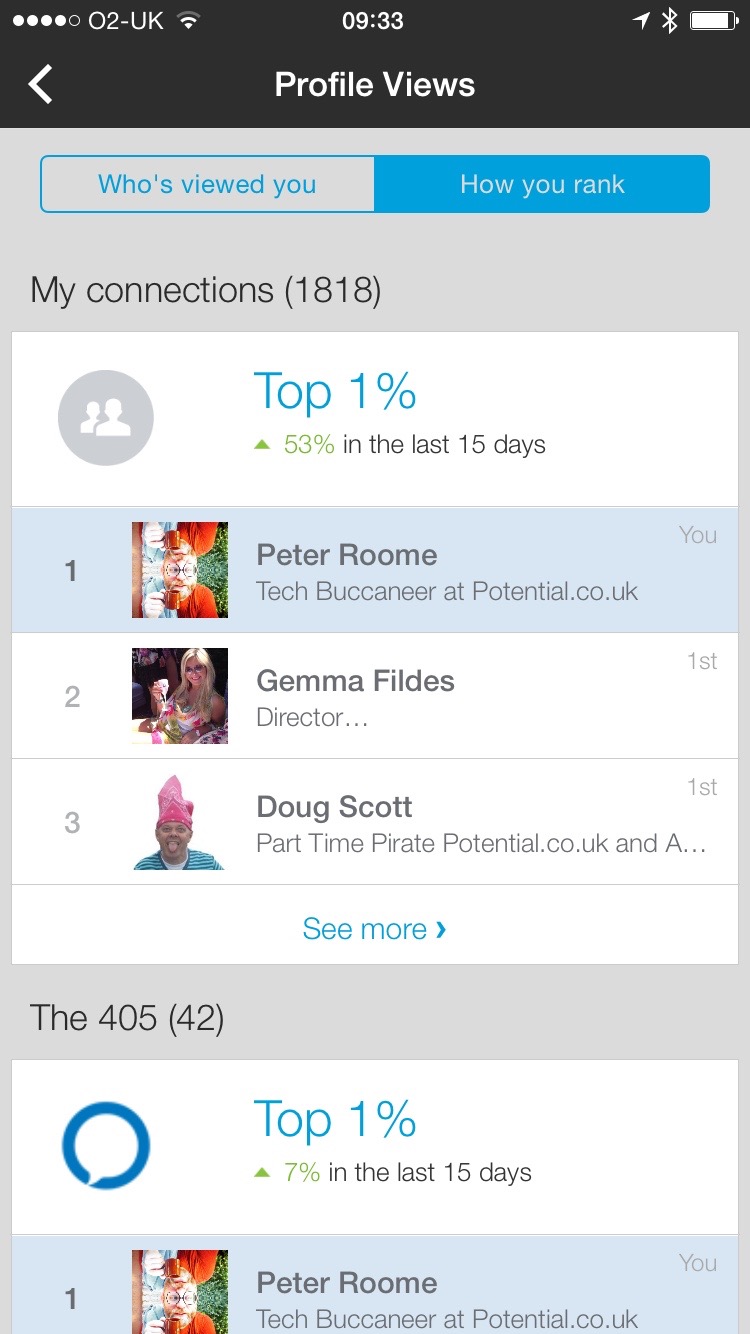 O2-UK 09:33
Profile Views
Who's viewed you How you rank
My connections (1818)
Top 1%
53% in the last 15 days
You
1 Peter Roome
Tech Buccaneer at Potential.co.uk
1st
2 Gemma Fildes
Director…
1st
3 Doug Scott
Part Time Pirate Potential.co.uk and A…
See more ›
The 405 (42)
Top 1%
7% in the last 15 days
You
1 Peter Roome
Tech Buccaneer at Potential.co.uk